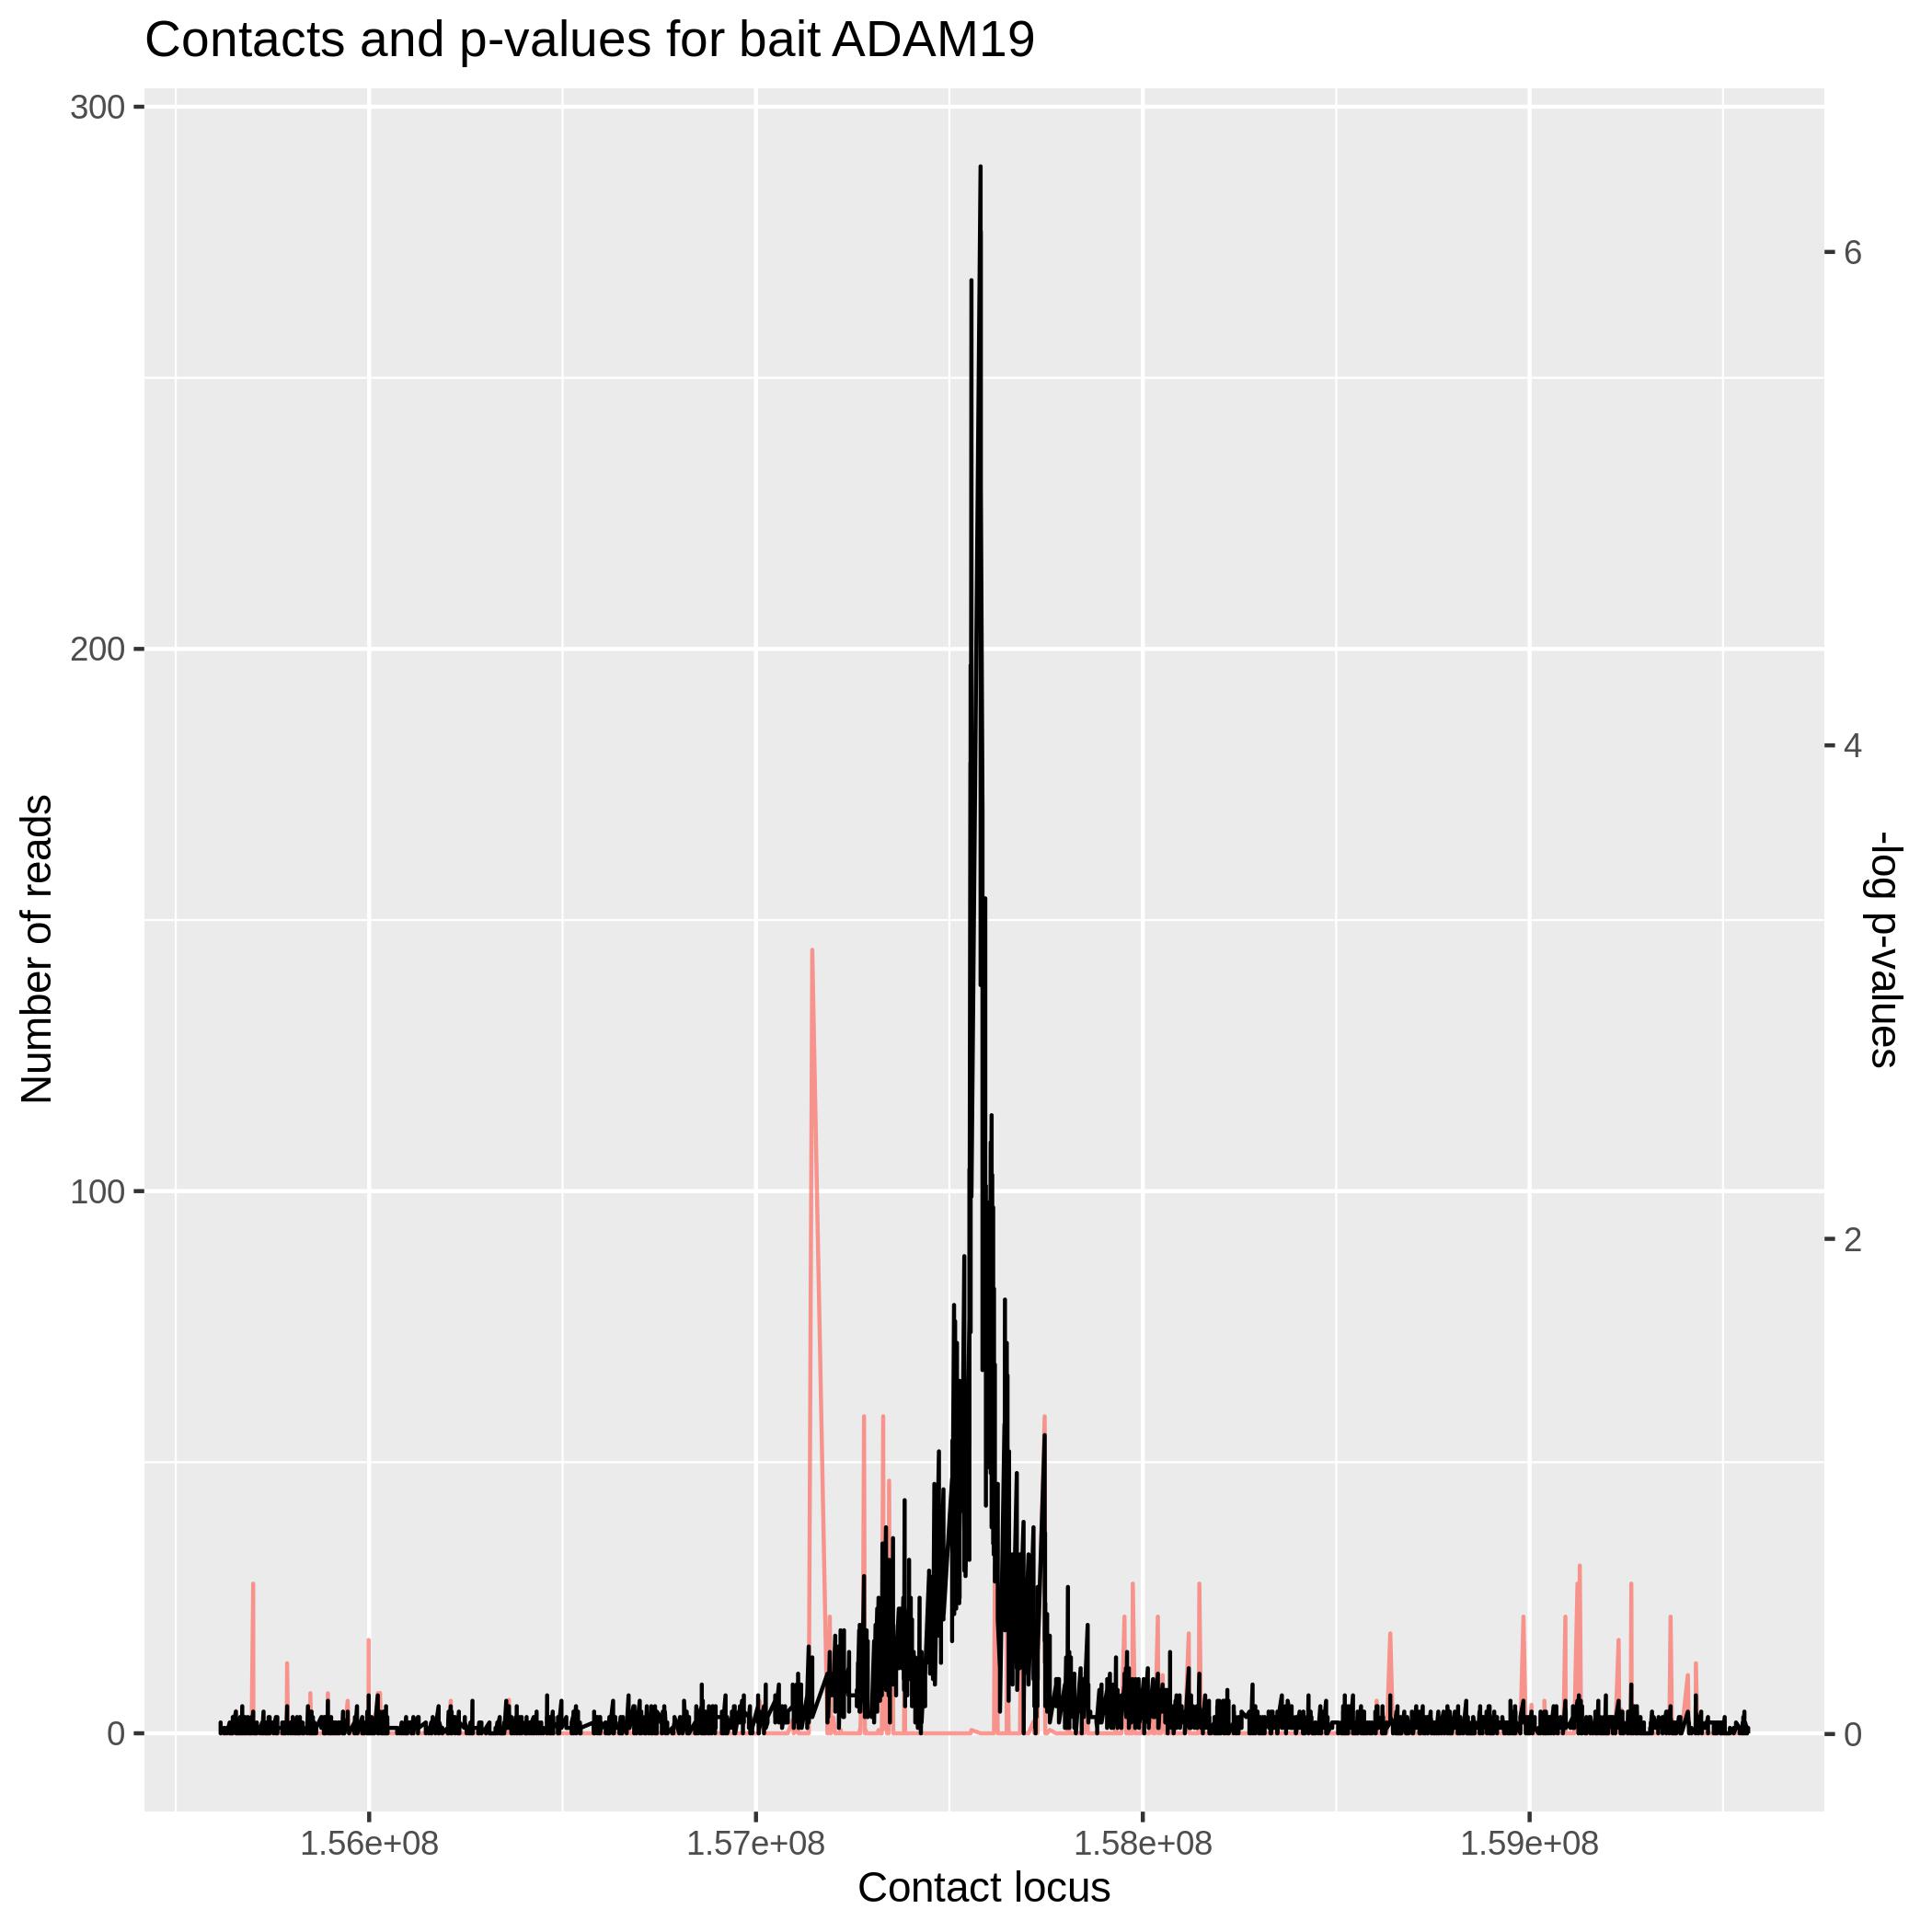 Contacts and p-values for bait ADAM19
300
200
100
0
Number of reads
6
4
2
0
-log p-values
1.56e+08
1.57e+08
1.58e+08
1.59e+08
Contact locus